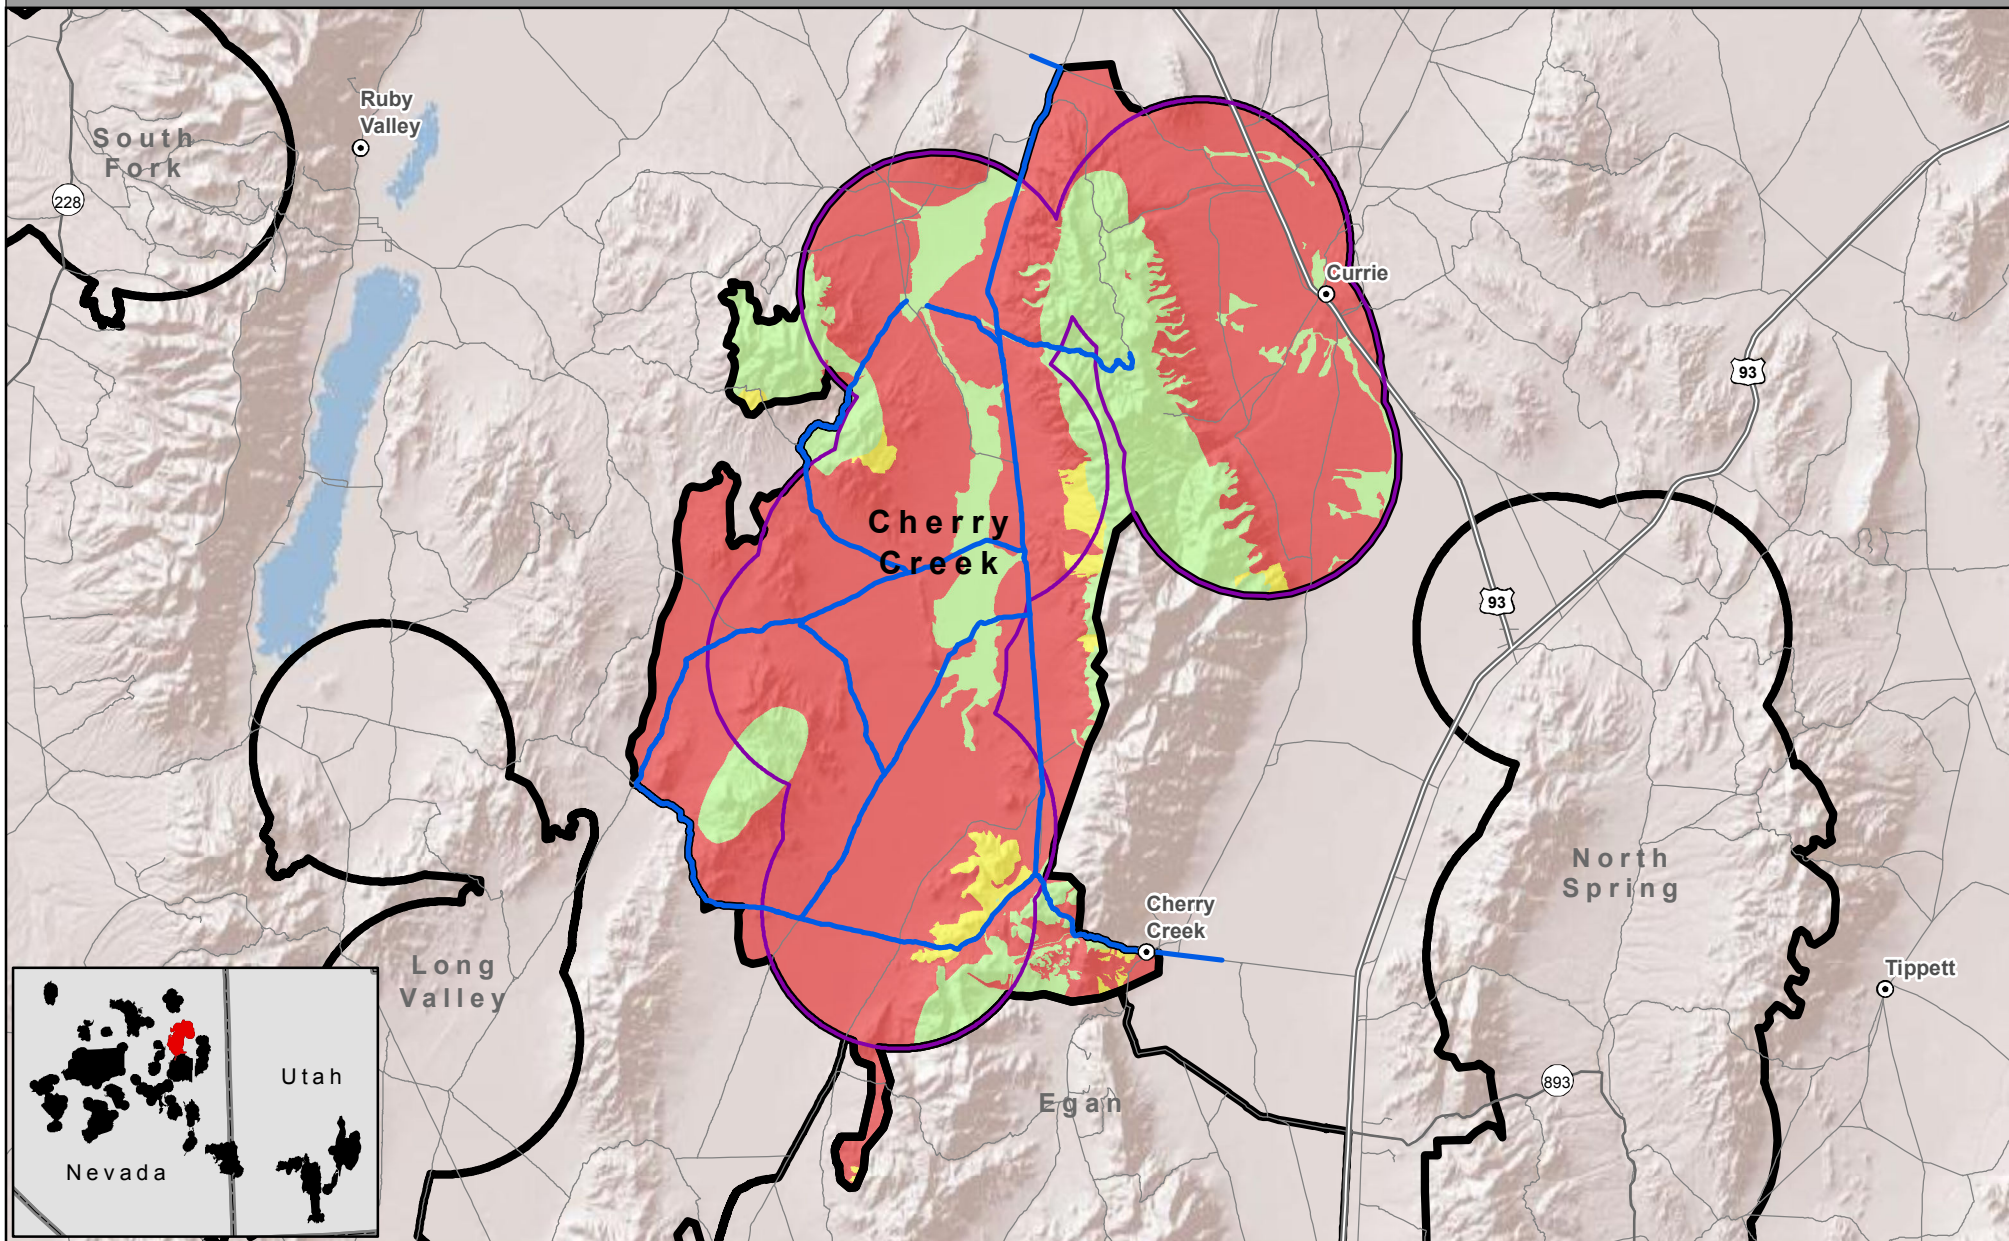 Ruby
Valley
South
Fork
228
Currie
93
Cherry
Creek
93
North
Spring
Cherry
Creek
Long
Valley
Tippett
Utah
893
Egan
Nevada